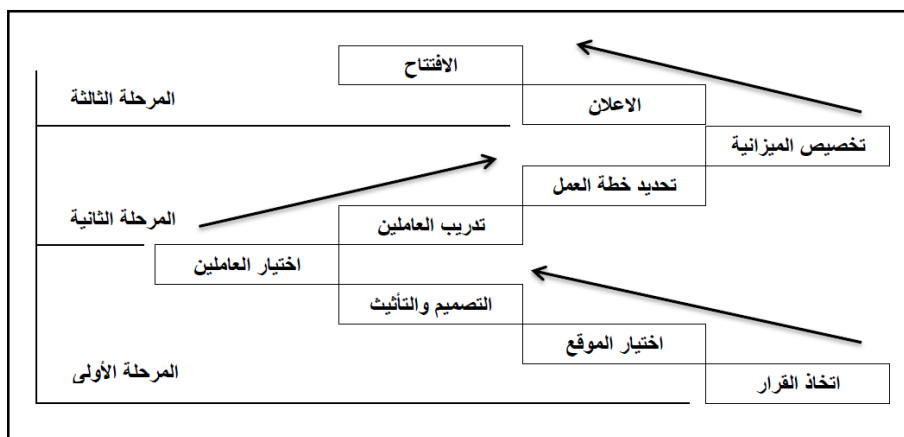 الافتتاح
المرحلة الثالثة
الاعلان
تخصيص الميزانية
تحديد خطة العمل
المرحلة الثانية
تدريب العاملين
اختيار العاملين
التصميم والتأثيث
اختيار الموقع
المرحلة الأولى
اتخاذ القرار